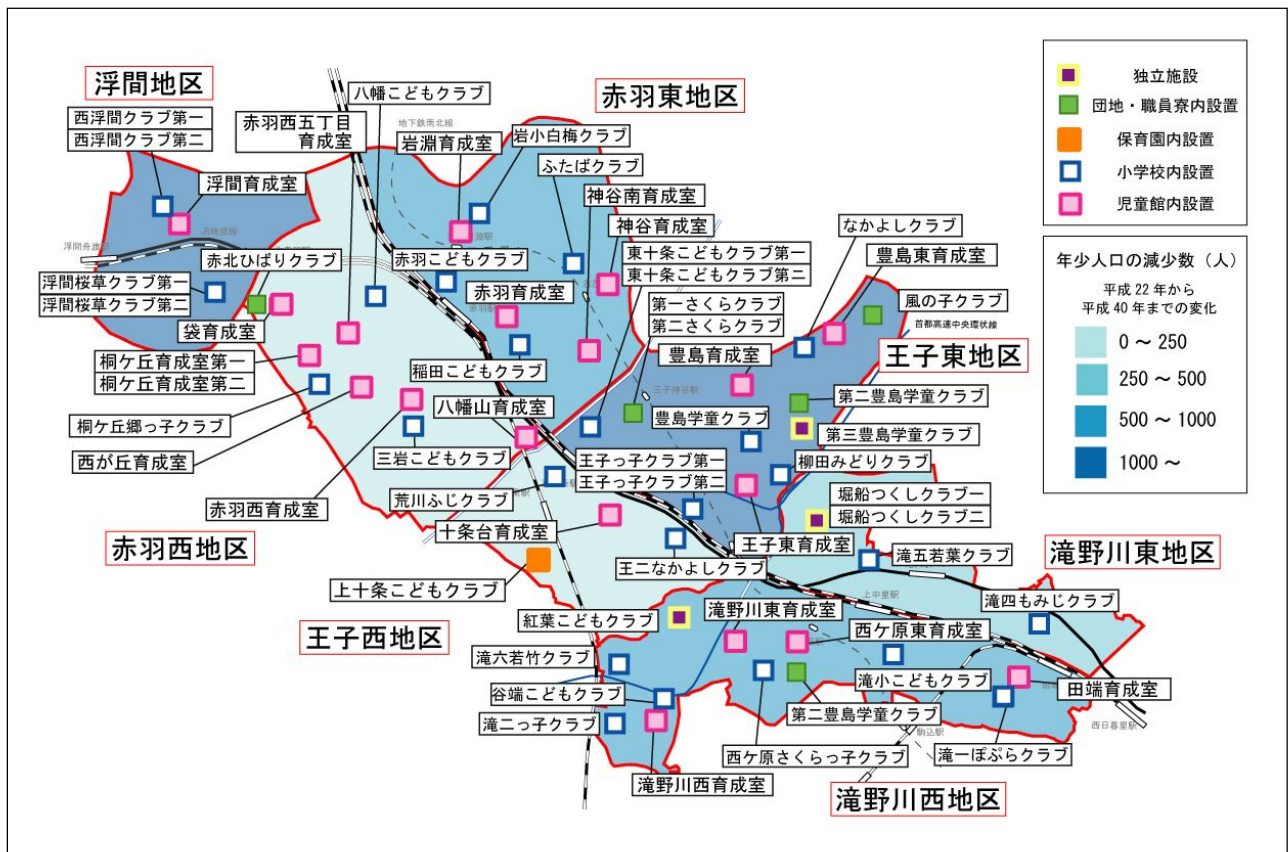 浮間地区
八幡こどもクラブ
赤羽東地区
西浮間クラブ第一
西浮間クラブ第二
赤羽西五丁目
育成室
地下鉄南北線
岩淵育成室
岩小白梅クラブ
ふたばクラブ
浮間育成室
神谷南育成室
神谷育成室
なかよしクラブ
浮間舟渡駅
赤北ひばりクラブ
赤羽こどもクラブ
東十条こどもクラブ第一
東十条こどもクラブ第二
豊島東育成室
浮間桜草クラブ第一
浮間桜草クラブ第二
赤羽育成室
第一さくらクラブ
第二さくらクラブ
風の子クラブ
首都高速中央環状線
袋育成室
豊島育成室
王子東地区
桐ケ丘育成室第一
桐ケ丘育成室第二
稲田こどもクラブ
王子神谷駅
第二豊島学童クラブ
八幡山育成室
豊島学童クラブ
桐ケ丘郷っ子クラブ
第三豊島学童クラブ
西が丘育成室
三岩こどもクラブ
王子っ子クラブ第一
王子っ子クラブ第二
柳田みどりクラブ
荒川ふじクラブ
堀船つくしクラブ一
堀船つくしクラブ二
赤羽西育成室
十条台育成室
赤羽西地区
王子東育成室
滝五若葉クラブ
滝野川東地区
上十条こどもクラブ
王二なかよしクラブ
上中里駅
滝四もみじクラブ
紅葉こどもクラブ
滝野川東育成室
西ケ原東育成室
王子西地区
滝六若竹クラブ
滝小こどもクラブ
田端育成室
谷端こどもクラブ
滝二っ子クラブ
第二豊島学童クラブ
駒込駅
西日暮里駅
西ケ原さくらっ子クラブ
滝一ぽぷらクラブ
滝野川西育成室
滝野川西地区
独立施設
団地・職員寮内設置
保育園内設置
小学校内設置
児童館内設置
年少人口の減少数（人）
平成22年から
平成40年までの変化
0～250
250～500
500～1000
1000～